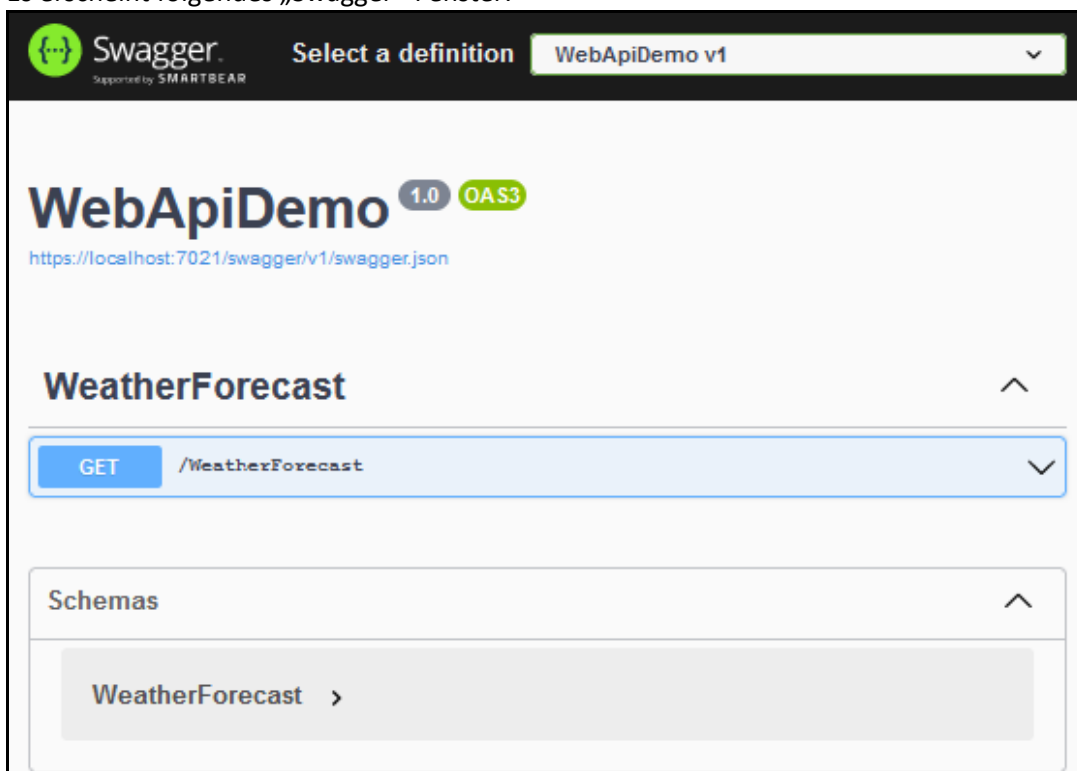 Es erscheint folgendes „Swagger“-Fenster:
{...} Swagger. Select a definition WebApiDemo v1
Supported by SMARTBEAR
WebApiDemo 1.0 OAS3
https://localhost:7021/swagger/v1/swagger.json
WeatherForecast
GET /WeatherForecast
Schemas
WeatherForecast